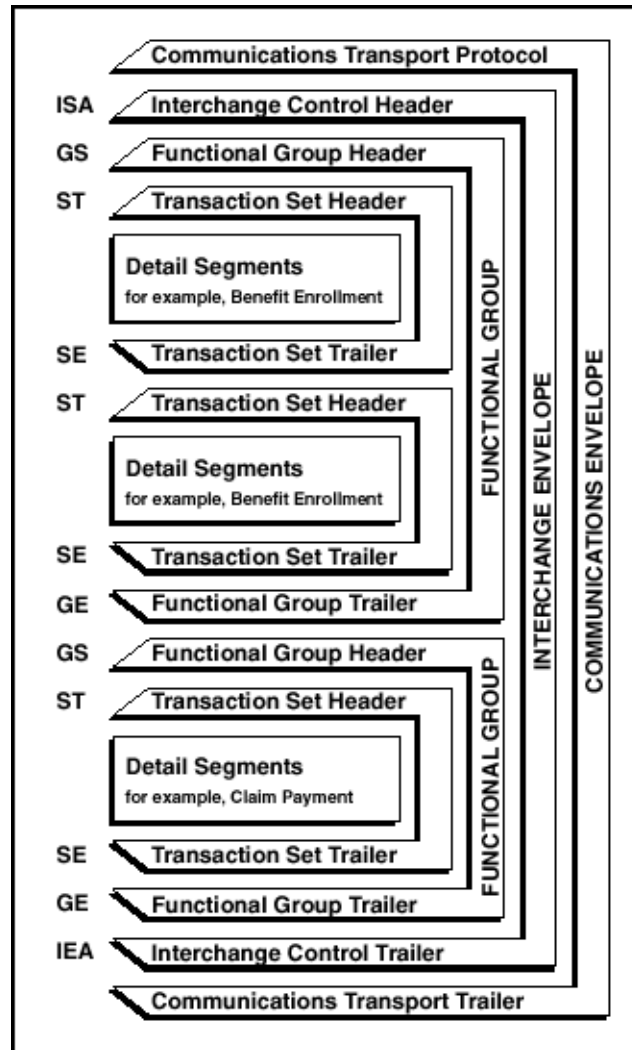 Communications Transport Protocol
ISA Interchange Control Header
GS Functional Group Header
ST Transaction Set Header
Detail Segments
for example, Benefit Enrollment
SE Transaction Set Trailer
ST Transaction Set Header
Detail Segments
for example, Benefit Enrollment
SE Transaction Set Trailer
GE Functional Group Trailer
FUNCTIONAL GROUP
GS Functional Group Header
ST Transaction Set Header
Detail Segments
for example, Claim Payment
SE Transaction Set Trailer
GE Functional Group Trailer
FUNCTIONAL GROUP
IEA Interchange Control Trailer
INTERCHANGE ENVELOPE
Communications Transport Trailer
COMMUNICATIONS ENVELOPE